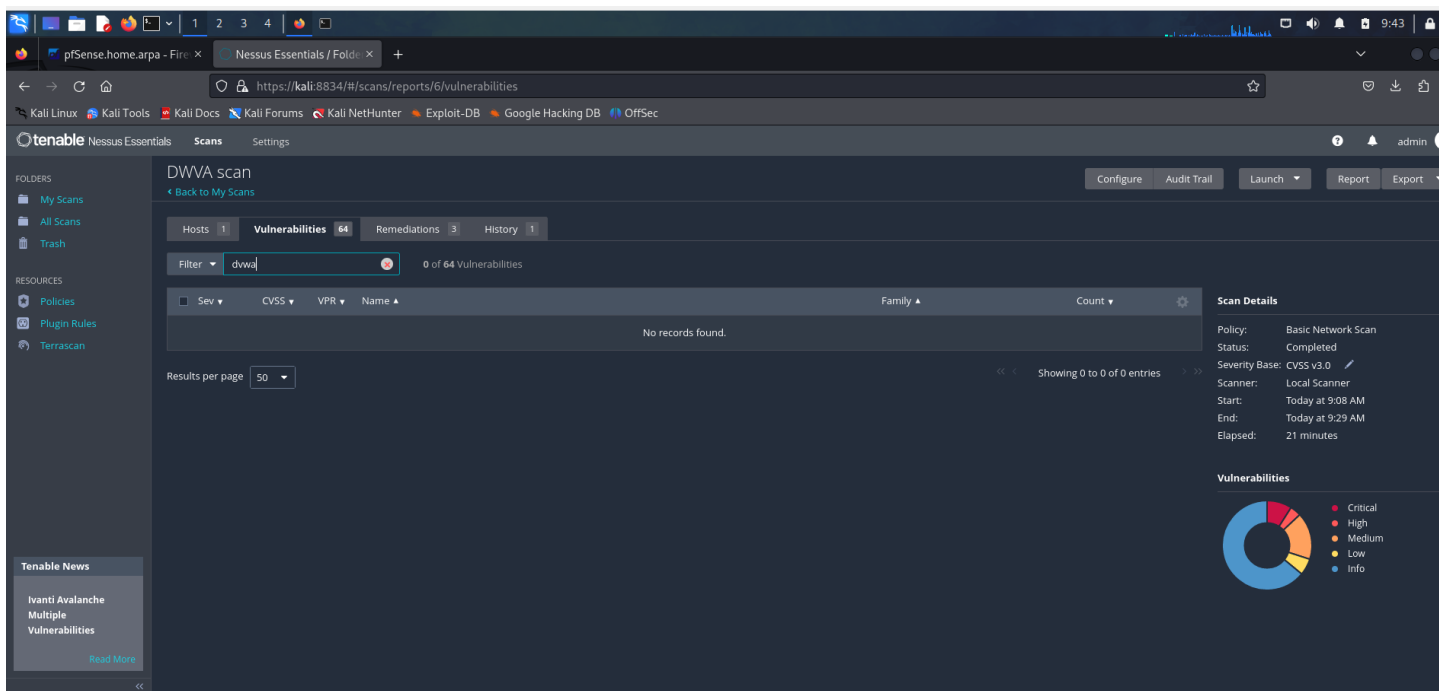 1 2 3 4 9:43
pfSense.home.arpa - Fire Nessus Essentials / Folde
https://kali:8834/#/scans/reports/6/vulnerabilities
Kali Linux Kali Tools Kali Docs Kali Forums Kali NetHunter Exploit-DB Google Hacking DB OffSec
tenable Nessus Essentials Scans Settings admin
FOLDERS
My Scans
All Scans
Trash
RESOURCES
Policies
Plugin Rules
Terrascan
Tenable News
Ivanti Avalanche
Multiple
Vulnerabilities
Read More
DWVA scan
Back to My Scans
Configure Audit Trail Launch Report Export
Hosts 1 Vulnerabilities 64 Remediations 3 History 1
Filter dvwa 0 of 64 Vulnerabilities
Sev CVSS VPR Name Family Count
No records found.
Results per page 50 Showing 0 to 0 of 0 entries
Scan Details
Policy: Basic Network Scan
Status: Completed
Severity Base: CVSS v3.0
Scanner: Local Scanner
Start: Today at 9:08 AM
End: Today at 9:29 AM
Elapsed: 21 minutes
Vulnerabilities
Critical
High
Medium
Low
Info